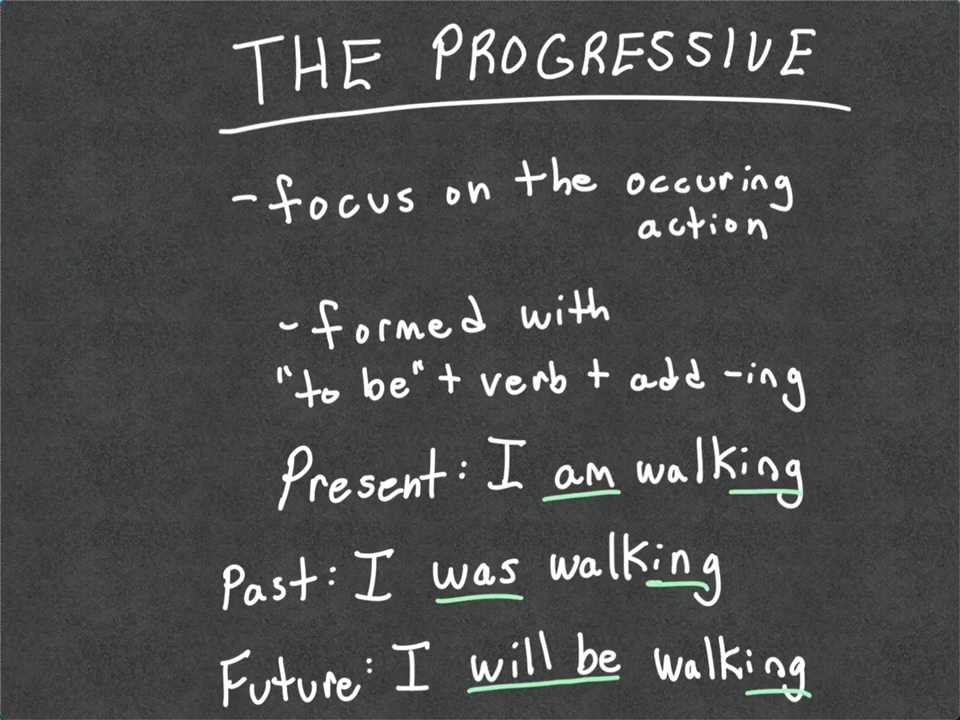 THE PROGRESSIVE
-focus on the occuring
action
-formed with
"to be" + verb + add -ing
Present: I am walking
Past: I was walking
Future: I will be walking